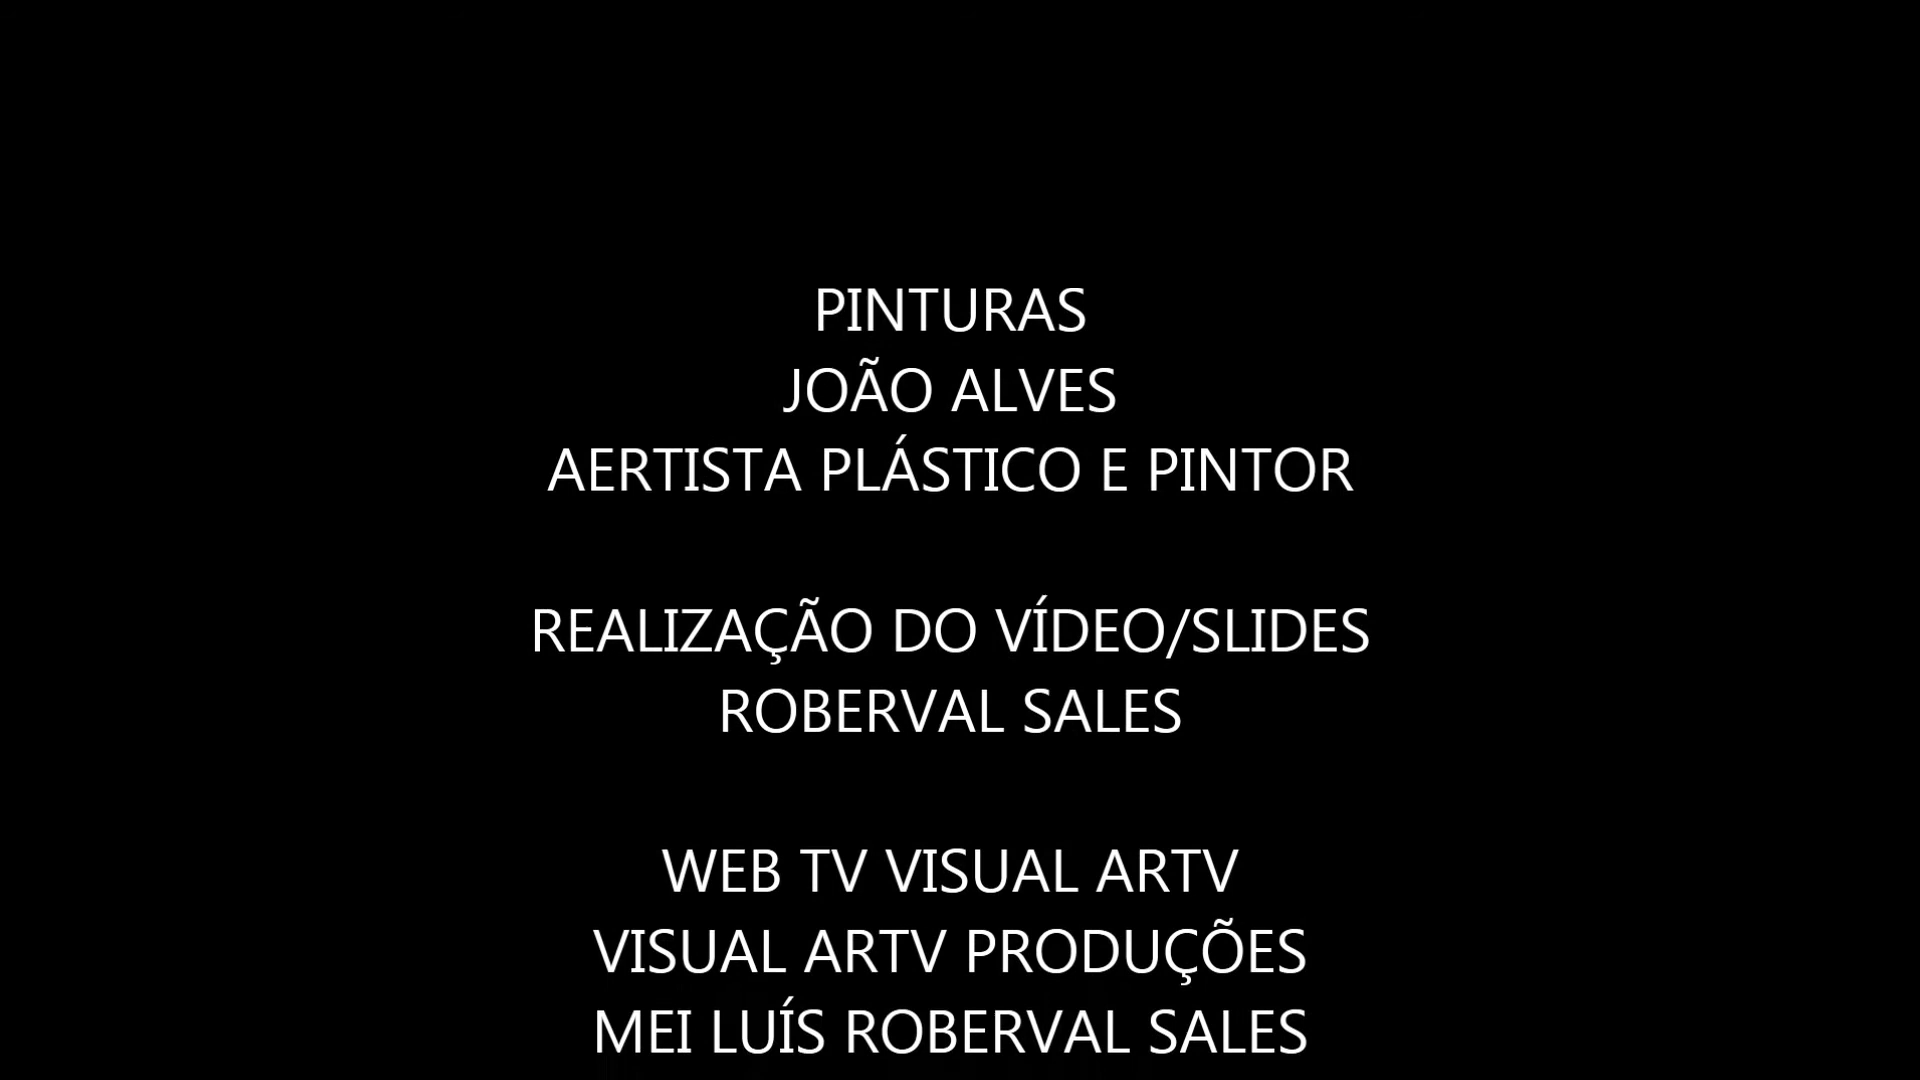 PINTURAS
JOÃO ALVES
AERTISTA PLÁSTICO E PINTOR
REALIZAÇÃO DO VÍDEO/SLIDES
ROBERVAL SALES
WEB TV VISUAL ARTV
VISUAL ARTV PRODUÇÕES
MEI LUÍS ROBERVAL SALES